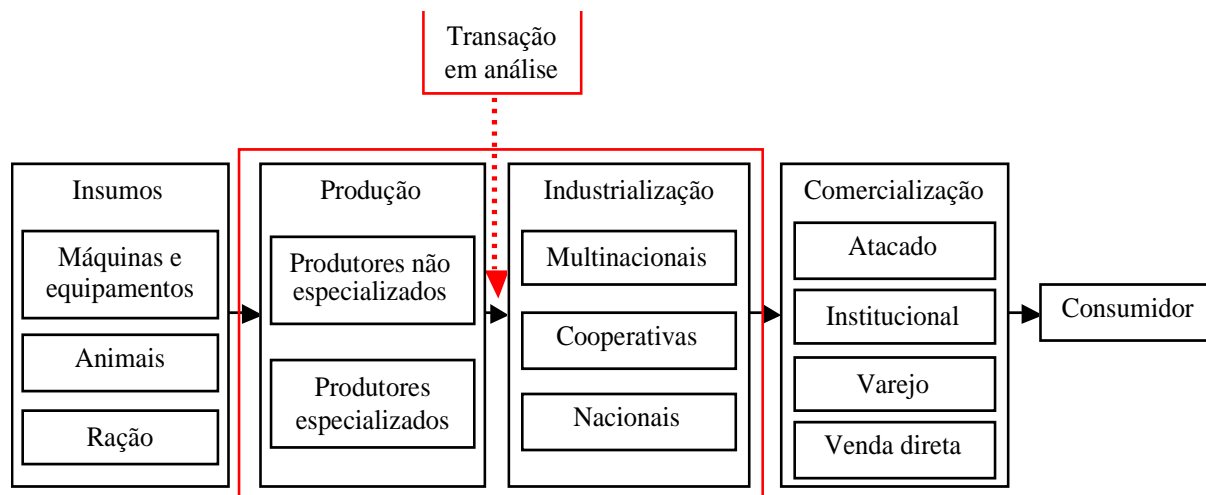 Transação
em análise
Insumos
Máquinas e
equipamentos
Animais
Ração
Produção
Produtores não
especializados
Produtores
especializados
Industrialização
Multinacionais
Cooperativas
Nacionais
Comercialização
Atacado
Institucional
Varejo
Venda direta
Consumidor